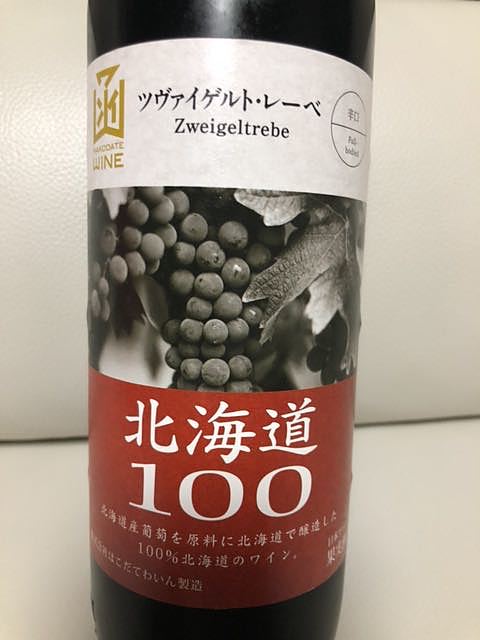 函
HAKODATE
WINE
ツヴァイゲルト・レーベ
Zweigeltrebe
辛口
Full-
bodied
北海道
100
北海道産葡萄を原料に北海道で醸造した
100%北海道のワイン。
はこだてわいん製造